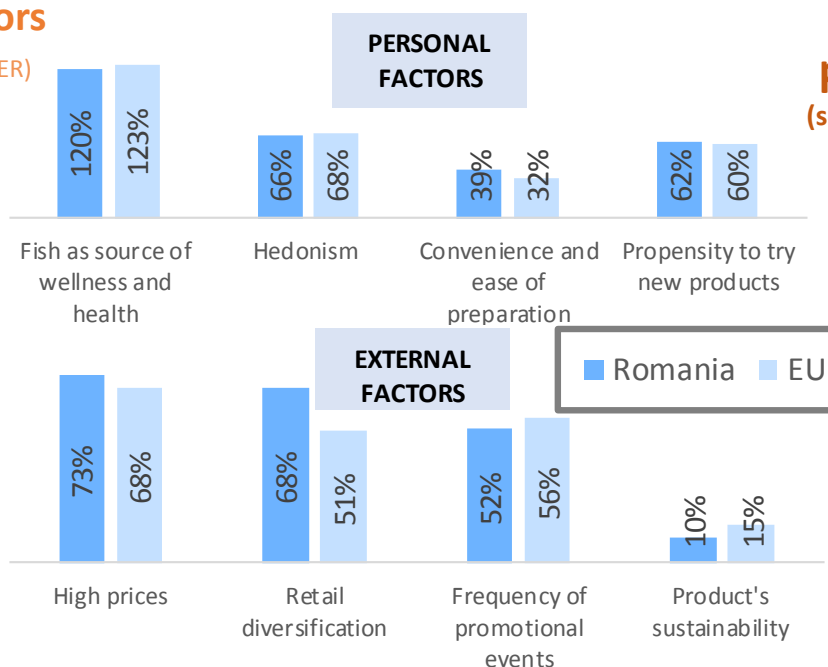 ors
ER)
PERSONAL
FACTORS
p
(s
120%
123%
66%
68%
39%
32%
62%
60%
Fish as source of
wellness and
health
Hedonism
Convenience and
ease of
preparation
Propensity to try
new products
EXTERNAL
FACTORS
Romania
EU
73%
68%
68%
51%
52%
56%
10%
15%
High prices
Retail
diversification
Frequency of
promotional
events
Product's
sustainability